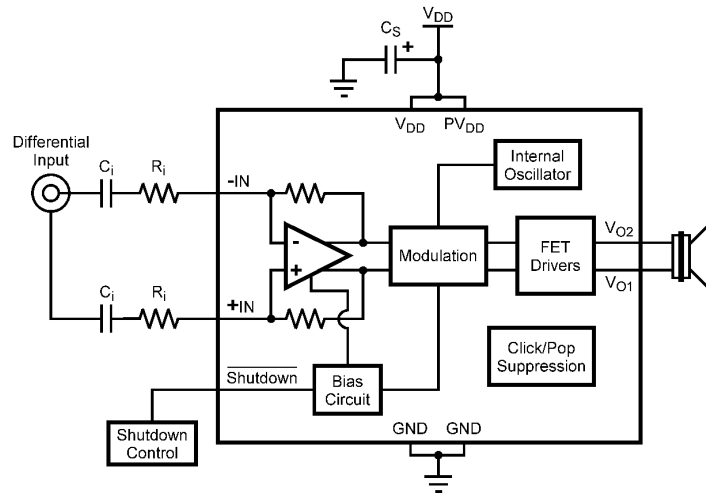 V_DD
C_S
+
V_DD
PV_DD
Differential
Input
C_i
R_i
-IN
Internal
Oscillator
-
+
Modulation
FET
Drivers
V_O2
V_O1
C_i
R_i
+IN
Click/Pop
Suppression
Shutdown
Bias
Circuit
Shutdown
Control
GND
GND